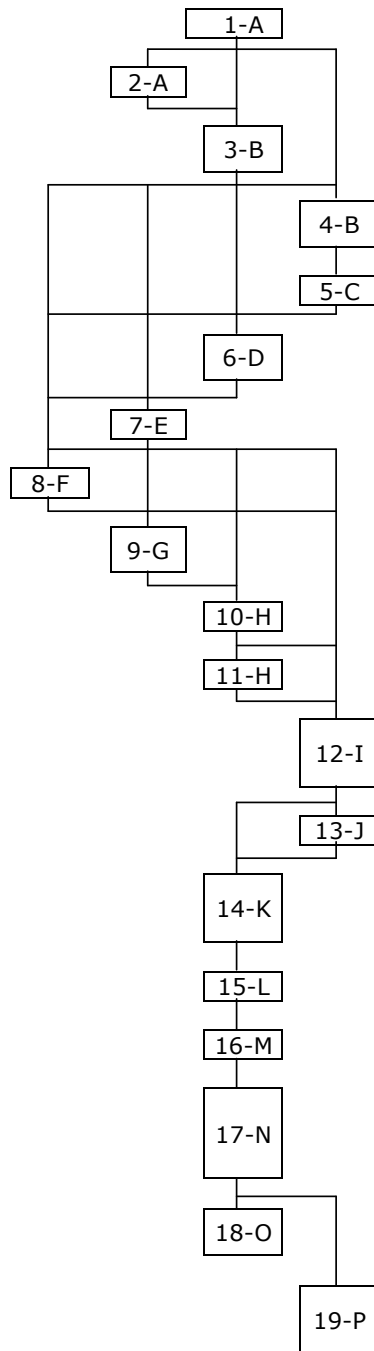 1-A
2-A
3-B
4-B
5-C
6-D
7-E
8-F
9-G
10-H
11-H
12-I
13-J
14-K
15-L
16-M
17-N
18-O
19-P